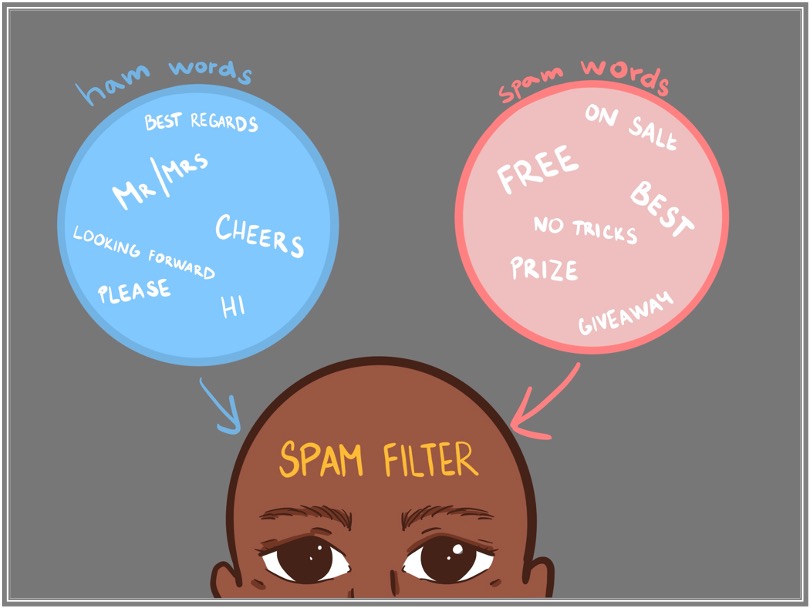 ham words
BEST REGARDS
MR/MRS
CHEERS
LOOKING FORWARD
PLEASE
HI
spam words
ON SALE
FREE
BEST
NO TRICKS
PRIZE
GIVEAWAY
SPAM FILTER